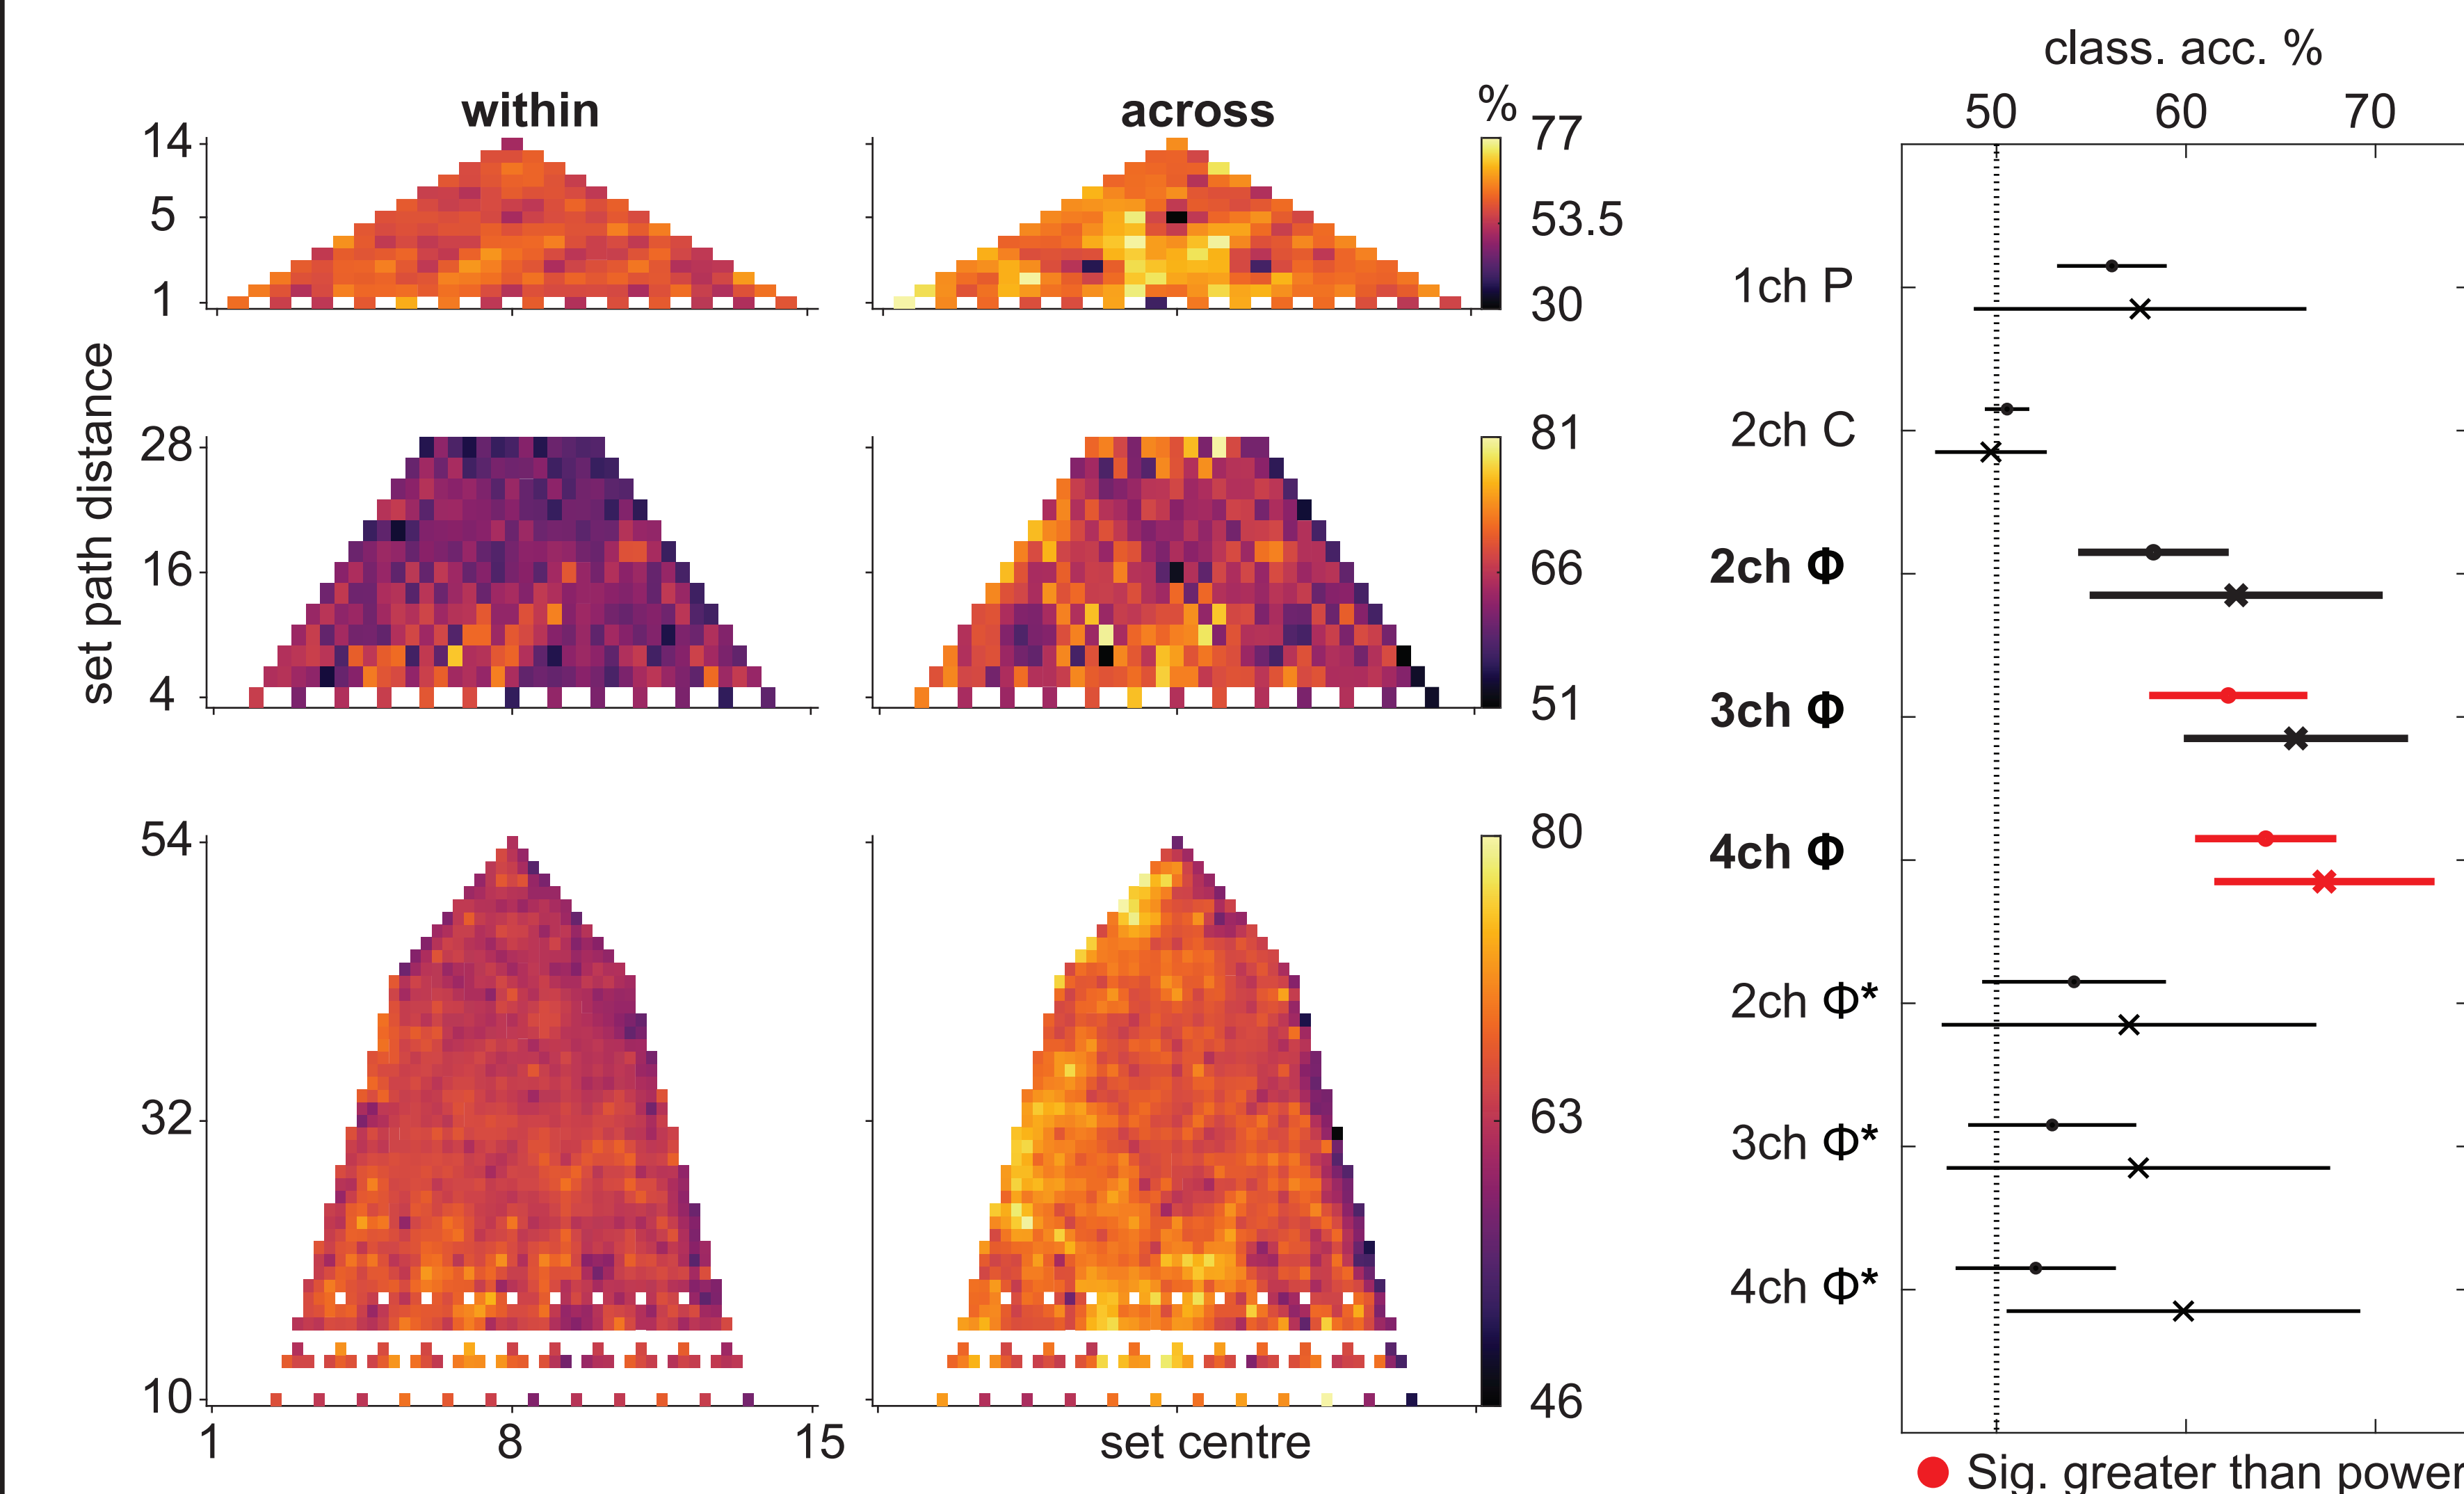 within
across
%
14
5
1
77
53.5
30
set path distance
28
16
4
81
66
51
54
32
10
80
63
46
1
8
15
set centre
class. acc. %
50
60
70
1ch P
2ch C
2ch Φ
3ch Φ
4ch Φ
2ch Φ*
3ch Φ*
4ch Φ*
Sig. greater than power